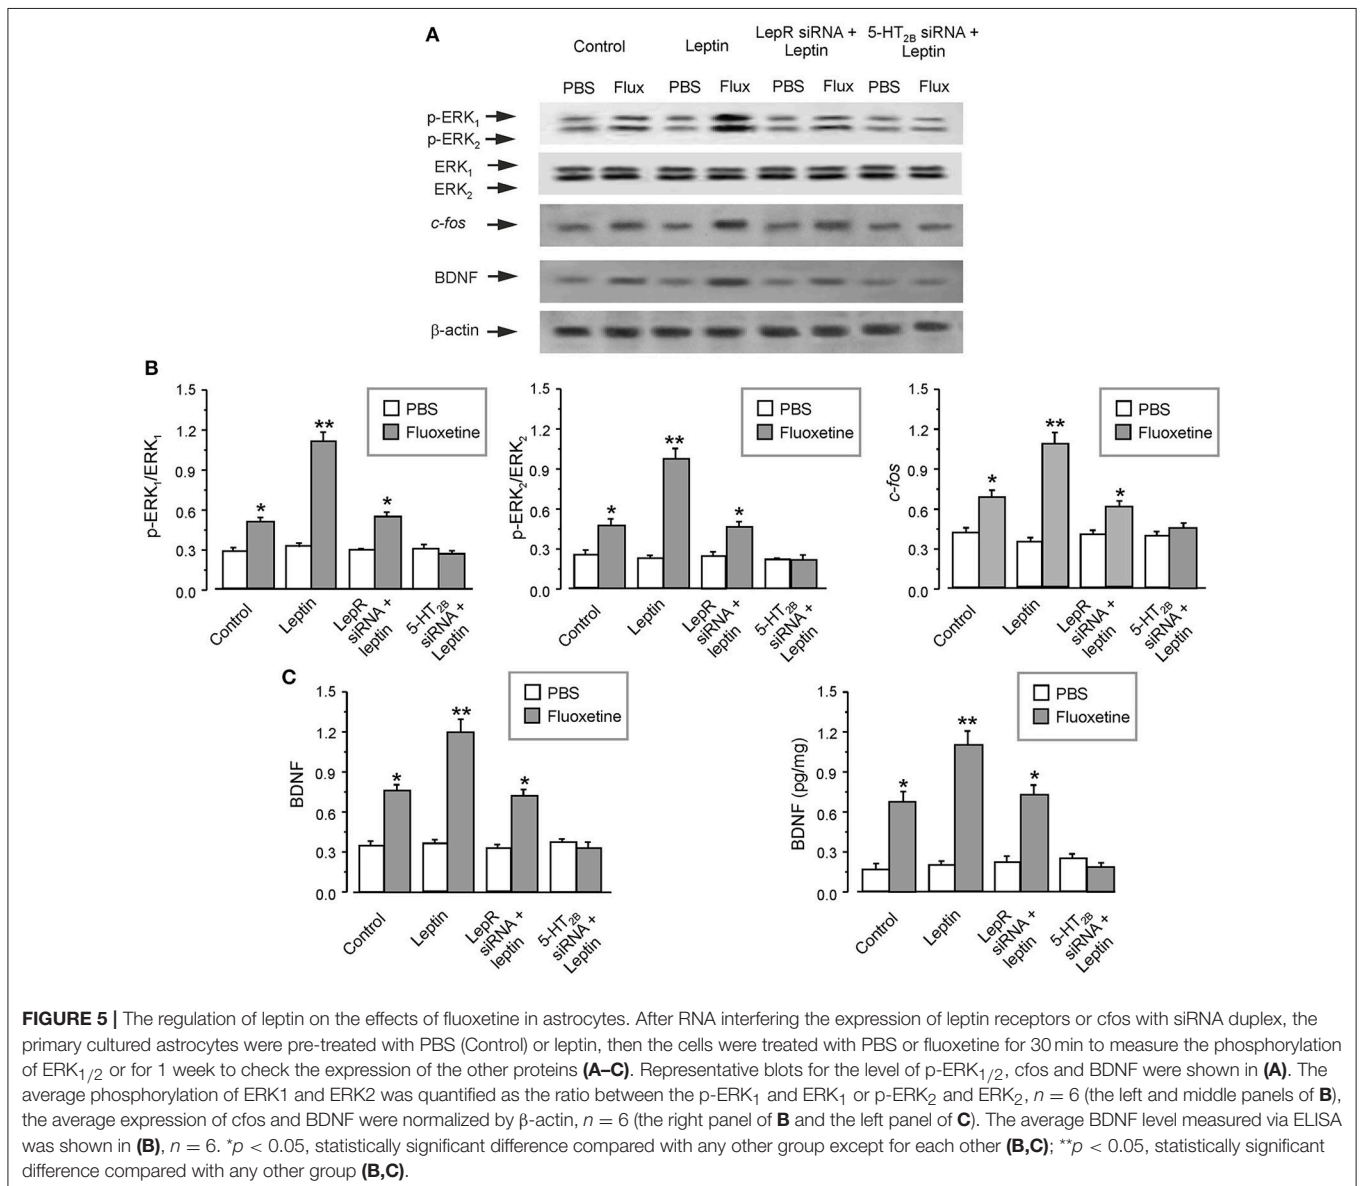 A
Control Leptin LepR siRNA + Leptin 5-HT2B siRNA + Leptin
PBS Flux PBS Flux PBS Flux PBS Flux
p-ERK1
p-ERK2
ERK1
ERK2
c-fos
BDNF
β-actin
B
p-ERK1/ERK1
1.5
1.2
0.9
0.6
0.3
0.0
PBS
Fluoxetine
* ** *
Control
Leptin
LepR siRNA + leptin
5-HT2B siRNA + Leptin
p-ERK2/ERK2
1.5
1.2
0.9
0.6
0.3
0.0
PBS
Fluoxetine
* ** *
Control
Leptin
LepR siRNA + leptin
5-HT2B siRNA + Leptin
c-fos
1.5
1.2
0.9
0.6
0.3
0.0
PBS
Fluoxetine
* ** *
Control
Leptin
LepR siRNA + leptin
5-HT2B siRNA + Leptin
C
BDNF
1.5
1.2
0.9
0.6
0.3
0.0
PBS
Fluoxetine
* ** *
Control
Leptin
LepR siRNA + leptin
5-HT2B siRNA + Leptin
BDNF (pg/mg)
1.5
1.2
0.9
0.6
0.3
0.0
PBS
Fluoxetine
* ** *
Control
Leptin
LepR siRNA + leptin
5-HT2B siRNA + Leptin
FIGURE 5 | The regulation of leptin on the effects of fluoxetine in astrocytes. After RNA interfering the expression of leptin receptors or cfos with siRNA duplex, the
primary cultured astrocytes were pre-treated with PBS (Control) or leptin, then the cells were treated with PBS or fluoxetine for 30 min to measure the phosphorylation
of ERK1/2 or for 1 week to check the expression of the other proteins (A–C). Representative blots for the level of p-ERK1/2, cfos and BDNF were shown in (A). The
average phosphorylation of ERK1 and ERK2 was quantified as the ratio between the p-ERK1 and ERK1 or p-ERK2 and ERK2, n = 6 (the left and middle panels of B),
the average expression of cfos and BDNF were normalized by β-actin, n = 6 (the right panel of B and the left panel of C). The average BDNF level measured via ELISA
was shown in (B), n = 6. *p < 0.05, statistically significant difference compared with any other group except for each other (B,C); **p < 0.05, statistically significant
difference compared with any other group (B,C).